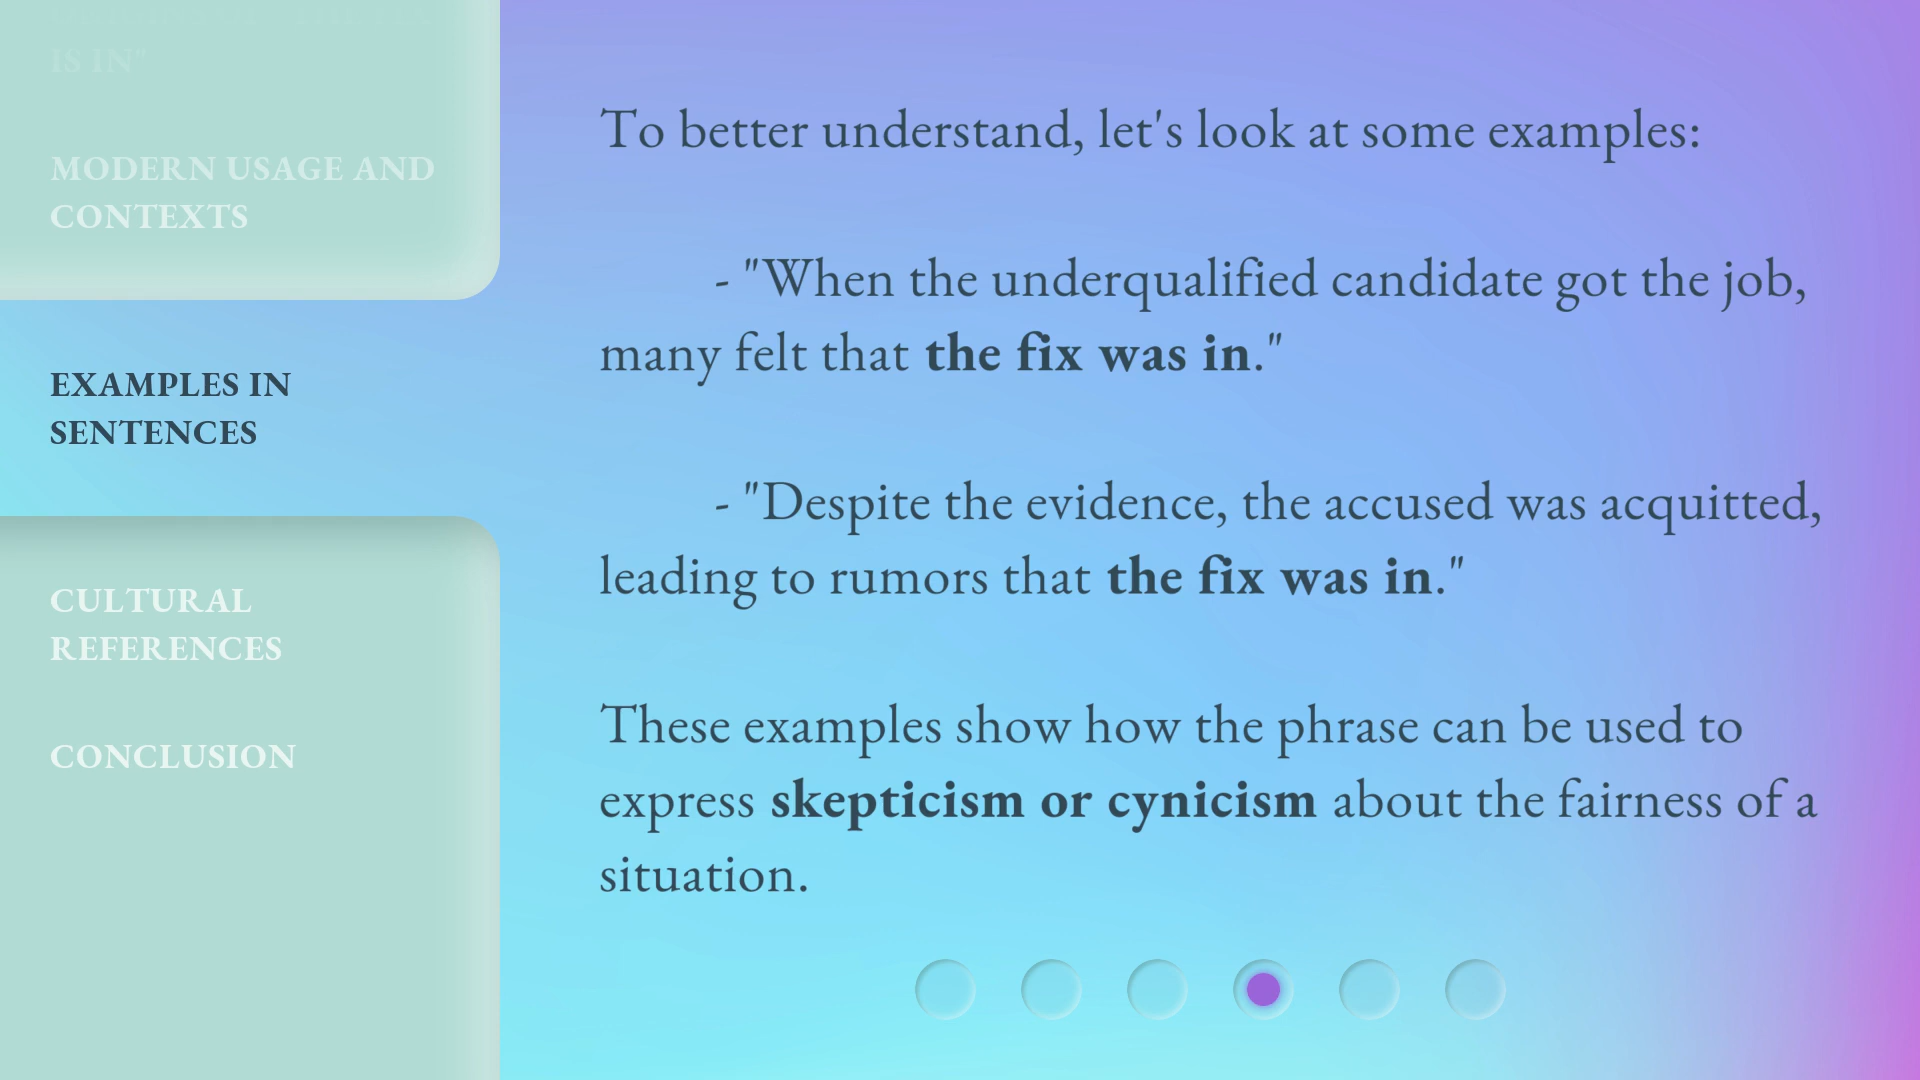 IS IN"
MODERN USAGE AND
CONTEXTS
EXAMPLES IN
SENTENCES
CULTURAL
REFERENCES
CONCLUSION
To better understand, let's look at some examples:
- "When the underqualified candidate got the job,
many felt that the fix was in."
- "Despite the evidence, the accused was acquitted,
leading to rumors that the fix was in."
These examples show how the phrase can be used to
express skepticism or cynicism about the fairness of a
situation.